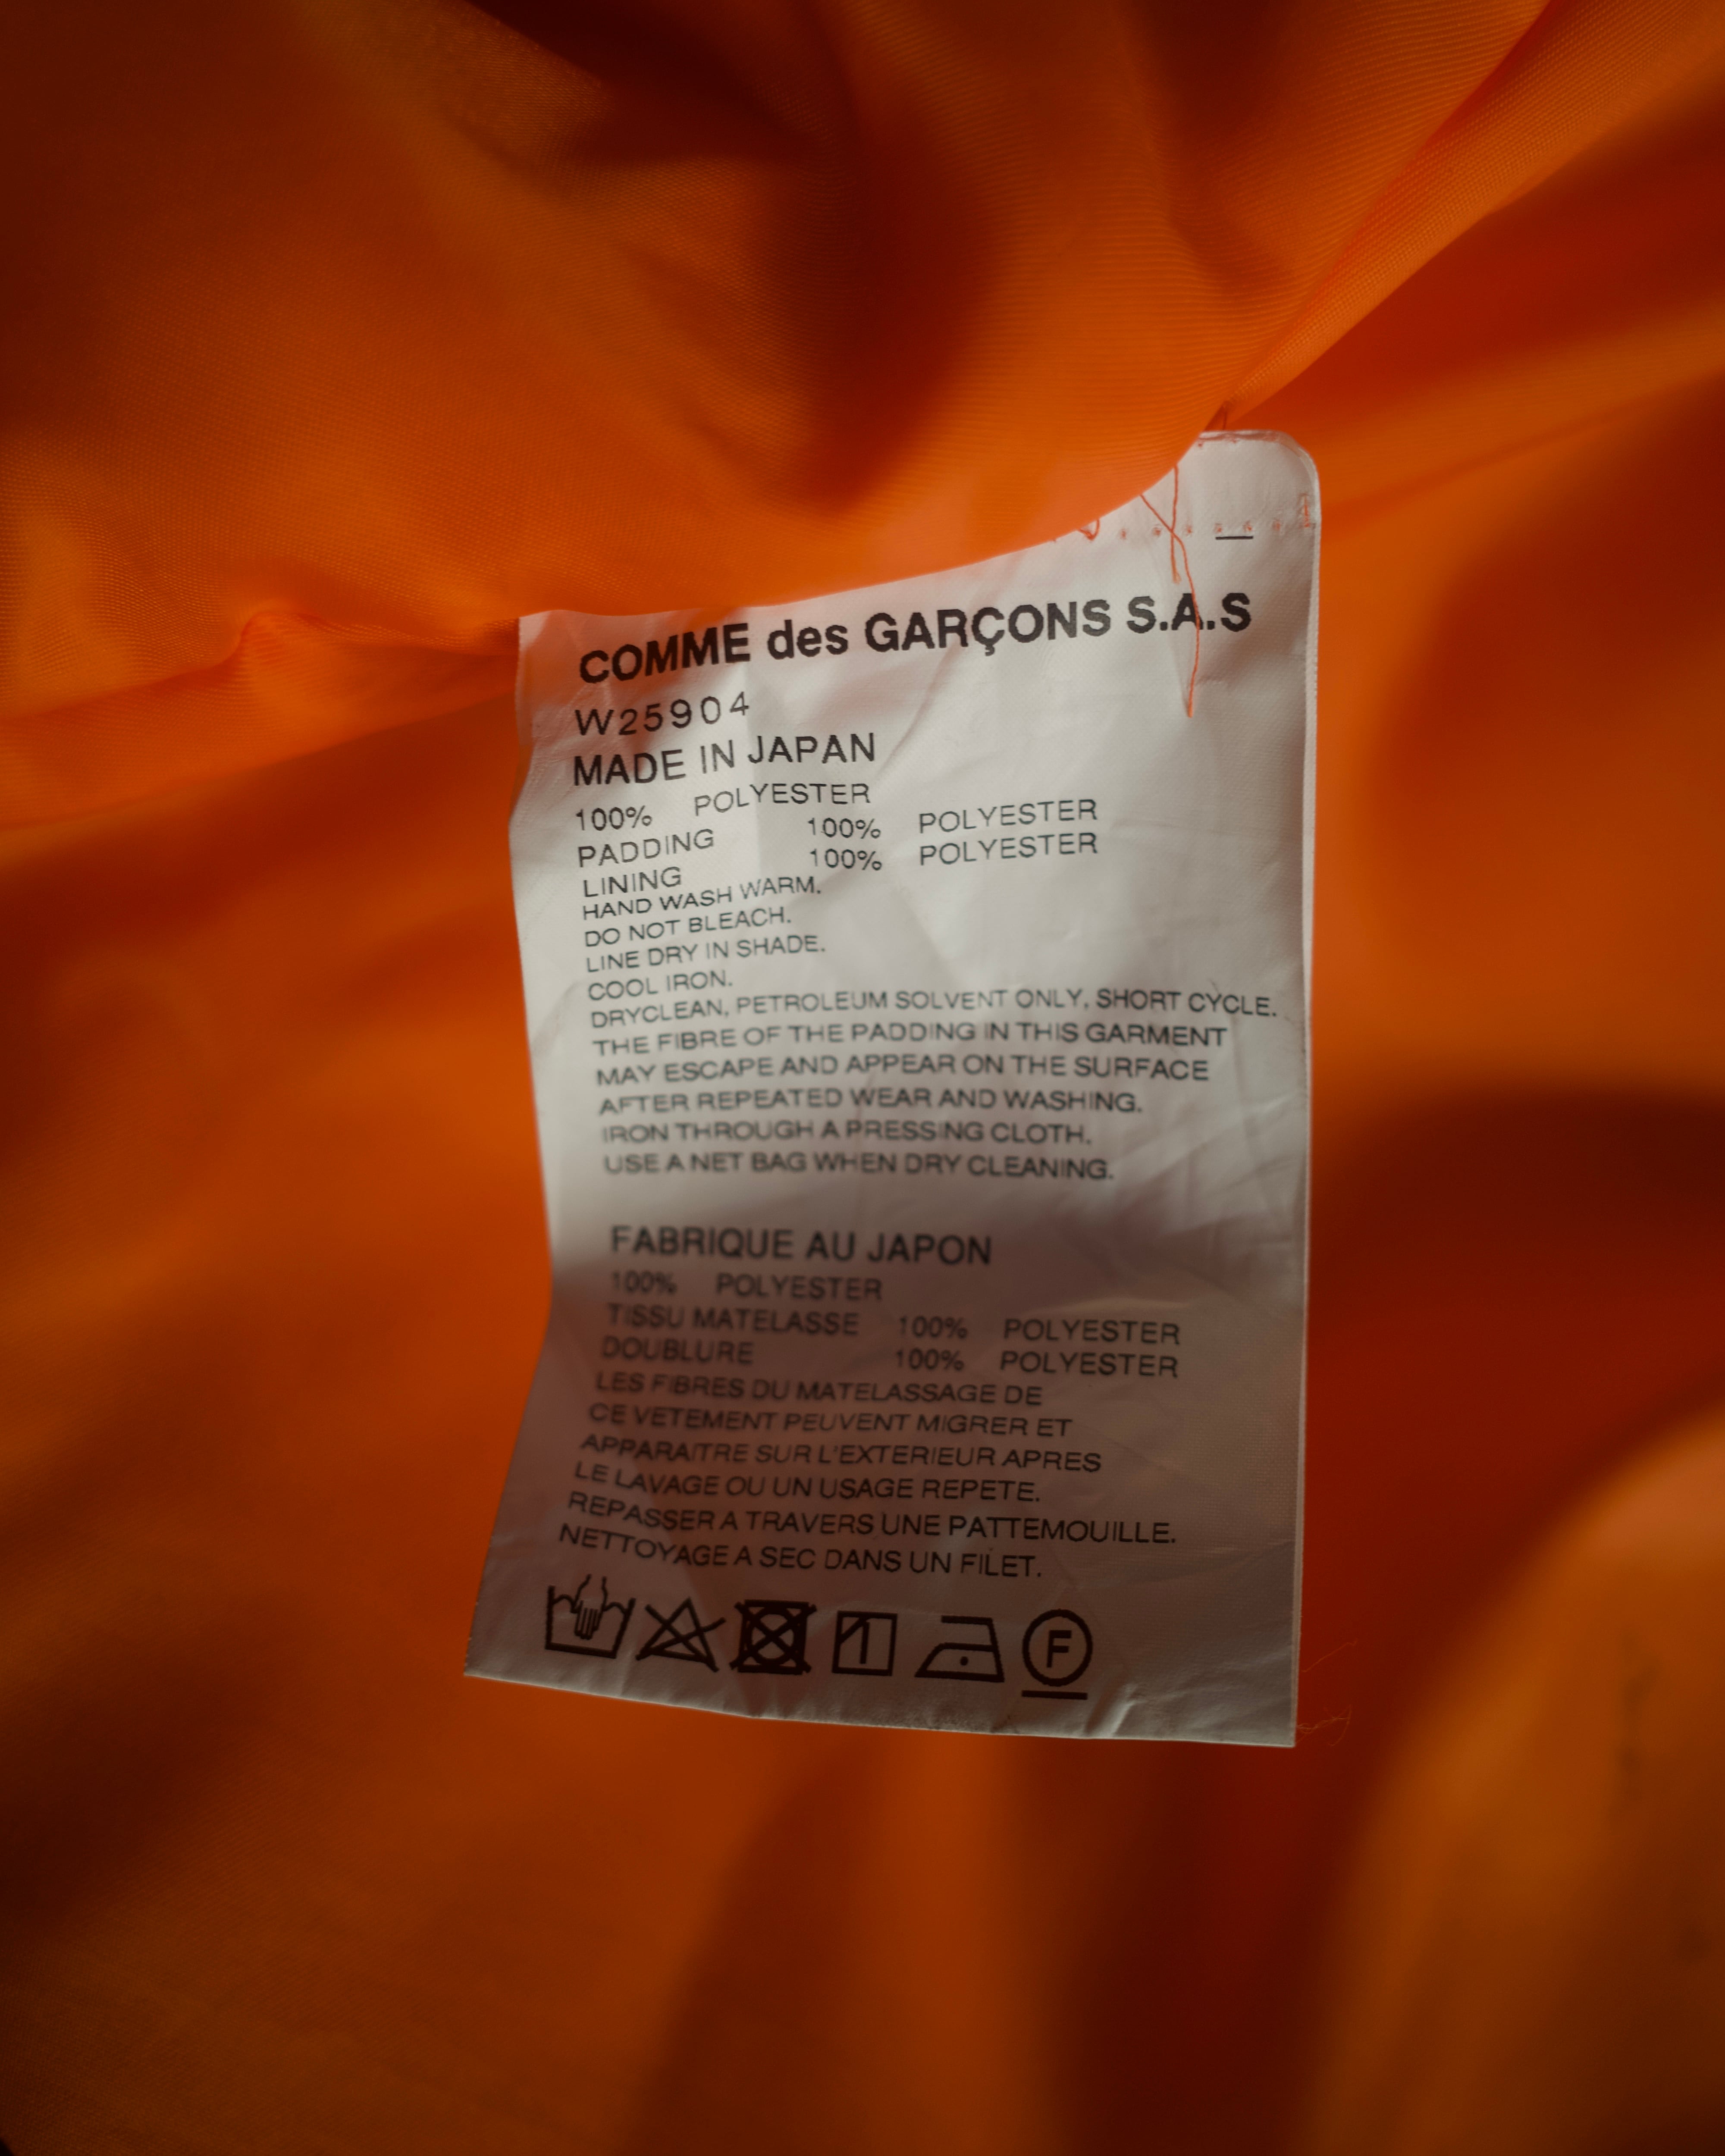 COMME des GARÇONS S.A.S
W25904
MADE IN JAPAN
100% POLYESTER
PADDING 100% POLYESTER
LINING 100% POLYESTER
HAND WASH WARM.
DO NOT BLEACH.
LINE DRY IN SHADE.
COOL IRON.
DRYCLEAN, PETROLEUM SOLVENT ONLY, SHORT CYCLE.
THE FIBRE OF THE PADDING IN THIS GARMENT
MAY ESCAPE AND APPEAR ON THE SURFACE
AFTER REPEATED WEAR AND WASHING.
IRON THROUGH A PRESSING CLOTH.
USE A NET BAG WHEN DRY CLEANING.
FABRIQUE AU JAPON
100% POLYESTER
TISSU MATELASSE 100% POLYESTER
DOUBLURE 100% POLYESTER
LES FIBRES DU MATELASSAGE DE
CE VETEMENT PEUVENT MIGRER ET
APPARAITRE SUR L'EXTERIEUR APRES
LE LAVAGE OU UN USAGE REPETE.
REPASSER A TRAVERS UNE PATTEMOUILLE.
NETTOYAGE A SEC DANS UN FILET.
F